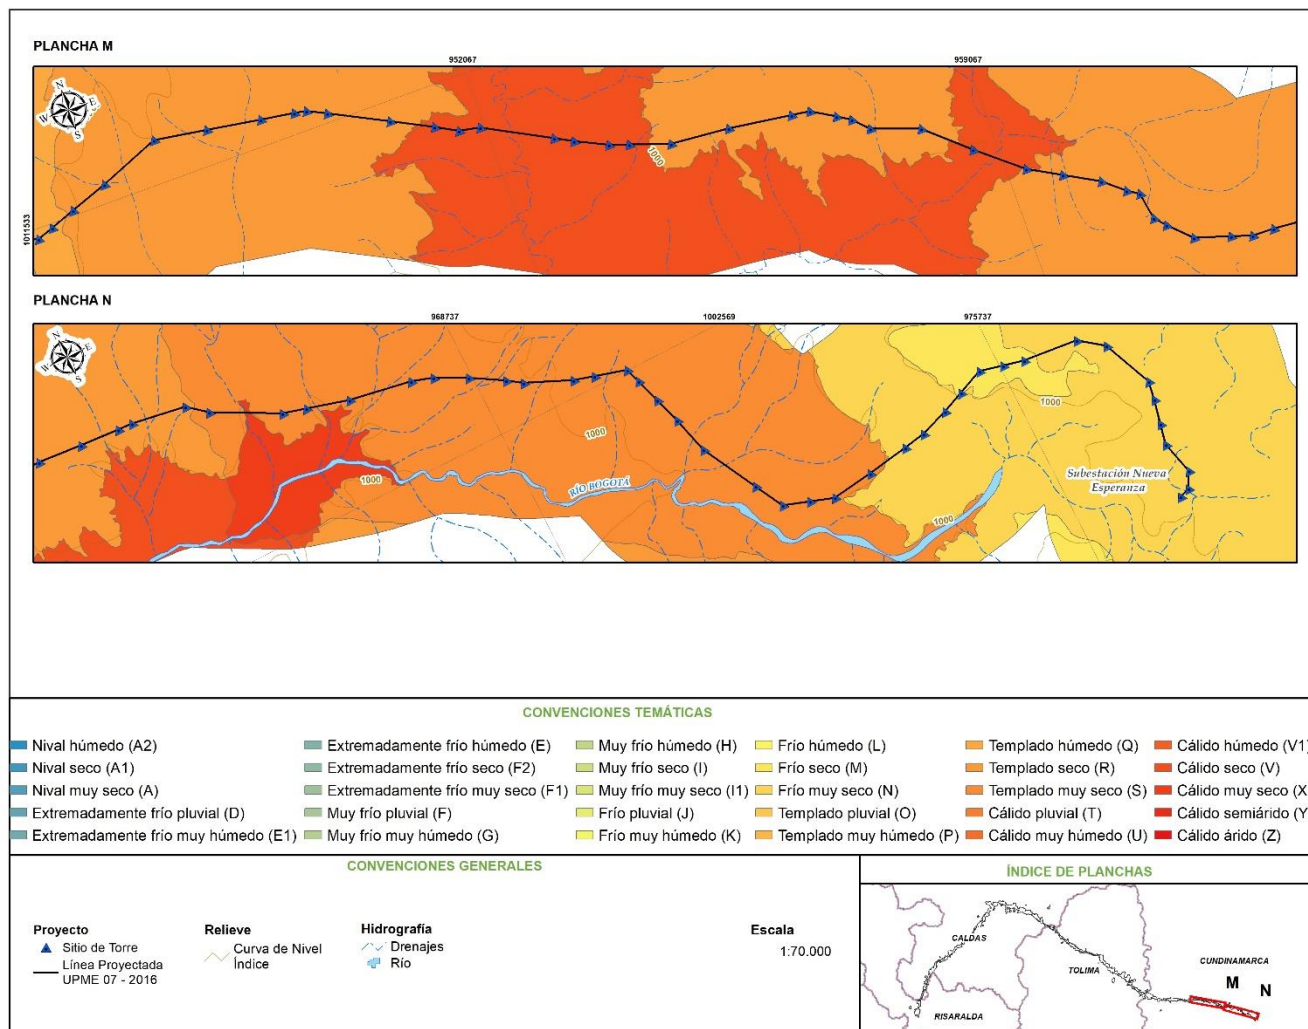 PLANCHA M
952067
959067
N
E
W
S
1000
1011533
PLANCHA N
968737
1002569
975737
N
E
W
S
1000
1000
Subestación Nueva
Esperanza
RÍO BOGOTÁ
1000
1000
CONVENCIONES TEMÁTICAS
Nival húmedo (A2)
Nival seco (A1)
Nival muy seco (A)
Extremadamente frío pluvial (D)
Extremadamente frío muy húmedo (E1)
Extremadamente frío húmedo (E)
Extremadamente frío seco (F2)
Extremadamente frío muy seco (F1)
Muy frío pluvial (F)
Muy frío muy húmedo (G)
Muy frío húmedo (H)
Muy frío seco (I)
Muy frío muy seco (I1)
Frío pluvial (J)
Frío muy húmedo (K)
Frío húmedo (L)
Frío seco (M)
Frío muy seco (N)
Templado pluvial (O)
Templado muy húmedo (P)
Templado húmedo (Q)
Templado seco (R)
Templado muy seco (S)
Cálido pluvial (T)
Cálido muy húmedo (U)
Cálido húmedo (V1)
Cálido seco (V)
Cálido muy seco (X
Cálido semiárido (Y
Cálido árido (Z)
CONVENCIONES GENERALES
Proyecto
Sitio de Torre
Línea Proyectada
UPME 07 - 2016
Relieve
Curva de Nivel
Índice
Hidrografía
Drenajes
Río
Escala
1:70.000
ÍNDICE DE PLANCHAS
CALDAS
TOLIMA
CUNDINAMARCA
M
N
RISARALDA